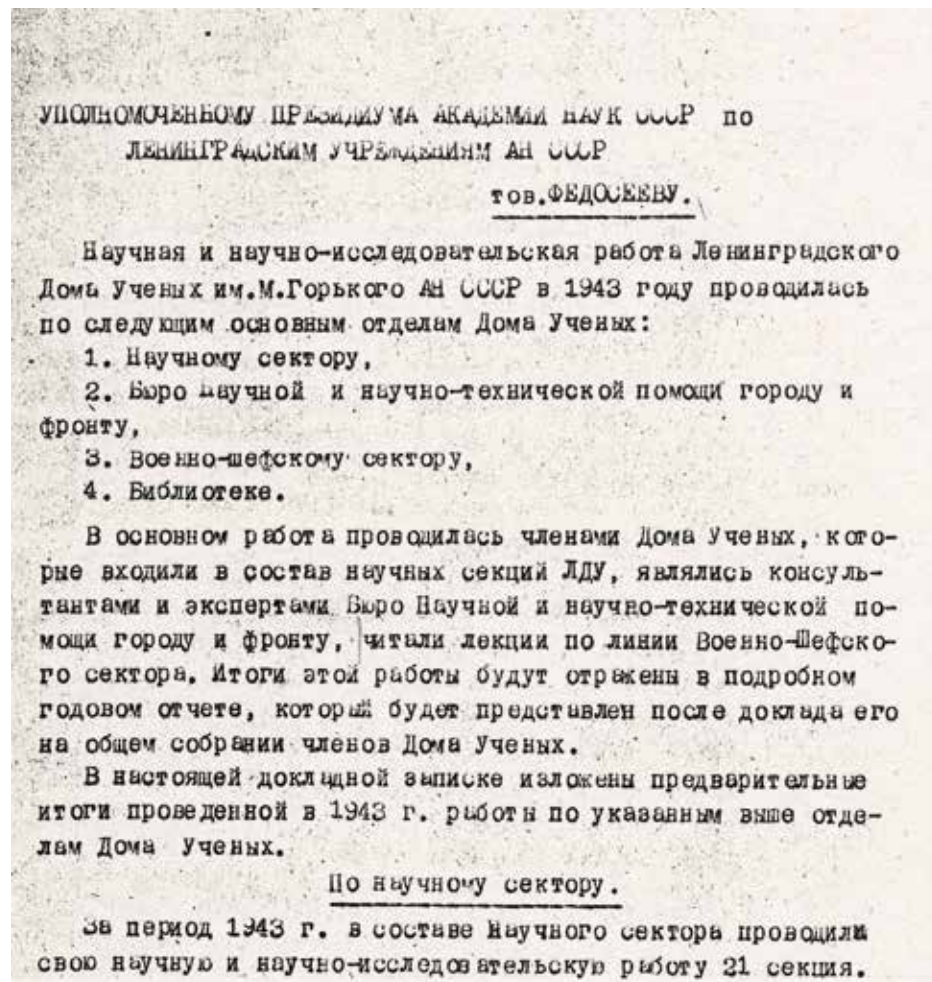 УПОЛНОМОЧЕННОМУ ПРЕЗИДИУМА АКАДЕМИИ НАУК СССР по
ЛЕНИНГРАДСКИМ УЧРЕЖДЕНИЯМ АН СССР
тов.ФЕДОСЕЕВУ.
Научная и научно-исследовательская работа Ленинградского
Дома Ученых им.М.Горького АН СССР в 1943 году проводилась
по следующим основным отделам Дома Ученых:
1. Научному сектору,
2. Бюро Научной и научно-технической помощи городу и
фронту,
3. Военно-шефскому сектору,
4. Библиотеке.
В основном работа проводилась членами Дома Ученых, кото-
рые входили в состав научных секций ЛДУ, являлись консуль-
тантами и экспертами Бюро Научной и научно-технической по-
мощи городу и фронту, читали лекции по линии Военно-Шефско-
го сектора. Итоги этой работы будут отражены в подробном
годовом отчете, который будет представлен после доклада его
на общем собрании членов Дома Ученых.
В настоящей докладной записке изложены предварительные
итоги проведенной в 1943 г. работы по указанным выше отде-
лам Дома Ученых.
По научному сектору.
За период 1943 г. в составе Научного сектора проводили
свою научную и научно-исследовательскую работу 21 секция.